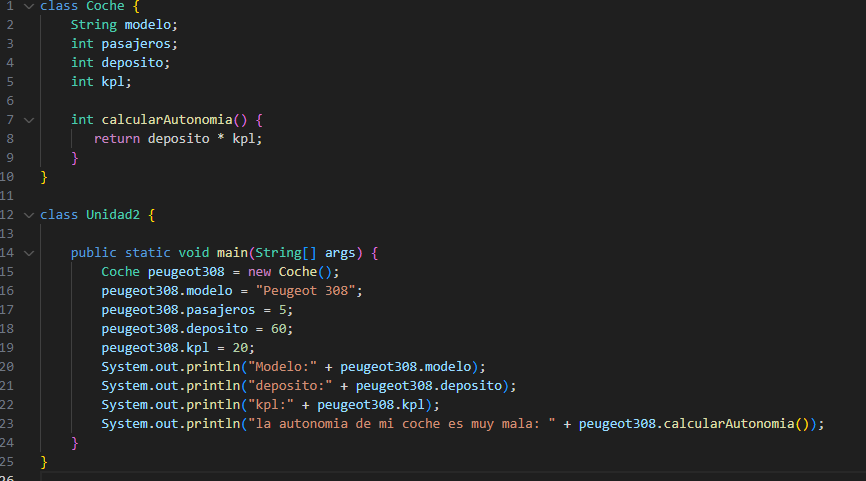 1 class Coche {
2 String modelo;
3 int pasajeros;
4 int deposito;
5 int kpl;
6
7 int calcularAutonomia() {
8 return deposito * kpl;
9 }
10 }
11
12 class Unidad2 {
13
14 public static void main(String[] args) {
15 Coche peugeot308 = new Coche();
16 peugeot308.modelo = "Peugeot 308";
17 peugeot308.pasajeros = 5;
18 peugeot308.deposito = 60;
19 peugeot308.kpl = 20;
20 System.out.println("Modelo:" + peugeot308.modelo);
21 System.out.println("deposito:" + peugeot308.deposito);
22 System.out.println("kpl:" + peugeot308.kpl);
23 System.out.println("la autonomia de mi coche es muy mala: " + peugeot308.calcularAutonomia());
24 }
25 }
26